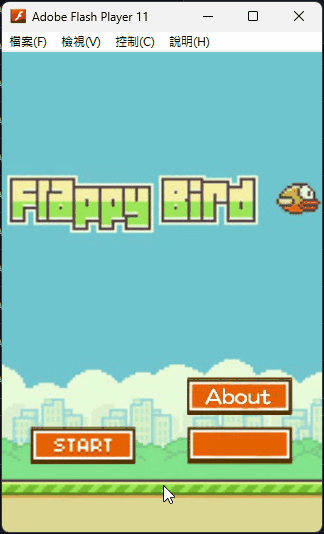 Adobe Flash Player 11
檔案(F) 檢視(V) 控制(C) 說明(H)
Flappy Bird
About
START